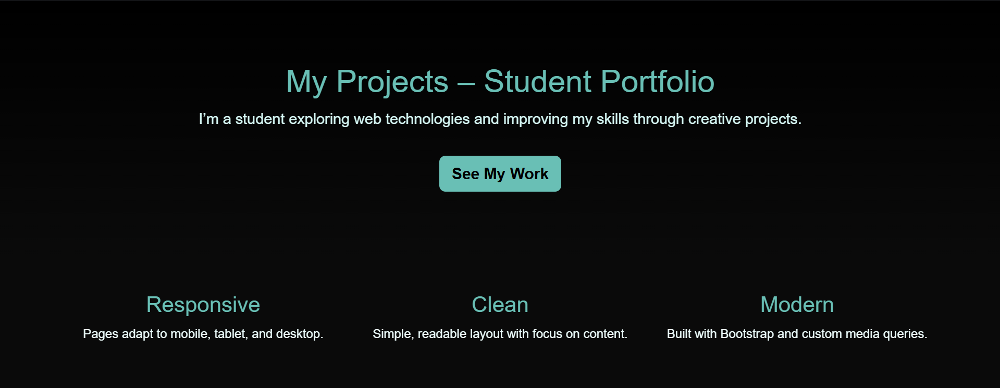 My Projects – Student Portfolio
I’m a student exploring web technologies and improving my skills through creative projects.
See My Work
Responsive
Pages adapt to mobile, tablet, and desktop.
Clean
Simple, readable layout with focus on content.
Modern
Built with Bootstrap and custom media queries.